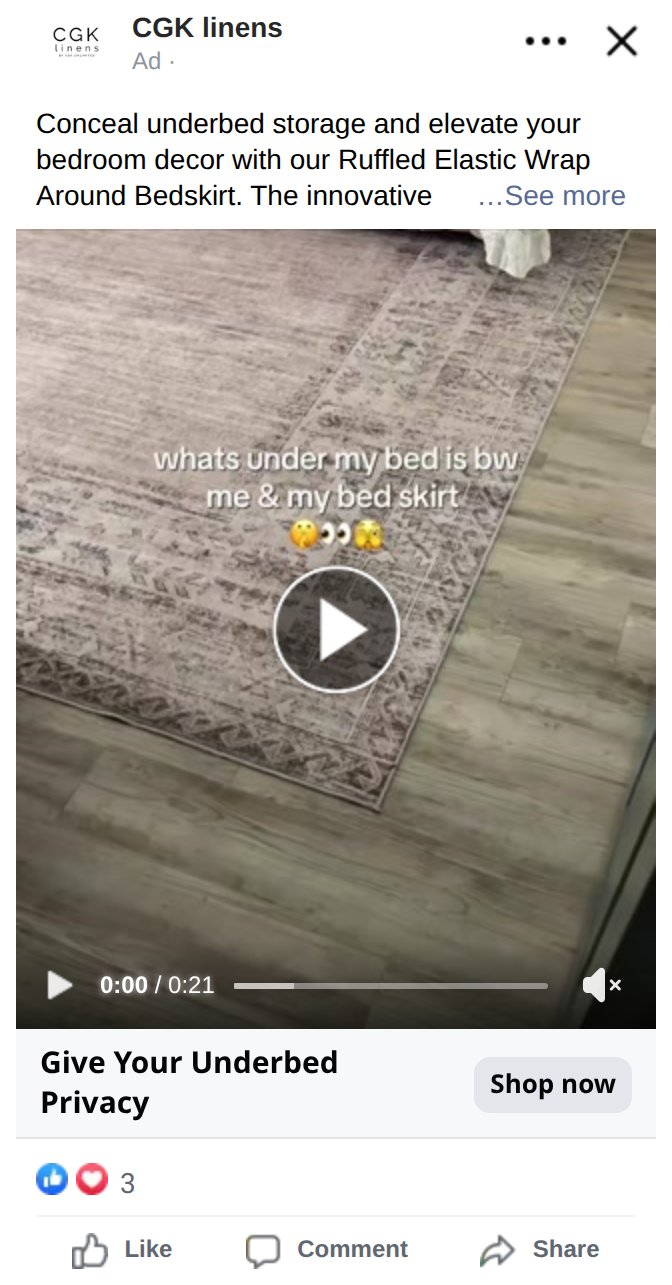 CGK
linens
CGK linens
Ad ·
Conceal underbed storage and elevate your
bedroom decor with our Ruffled Elastic Wrap
Around Bedskirt. The innovative ...See more
whats under my bed is bw
me & my bed skirt
🤫👀🫣
0:00 / 0:21
Give Your Underbed
Privacy
Shop now
3
Like Comment Share